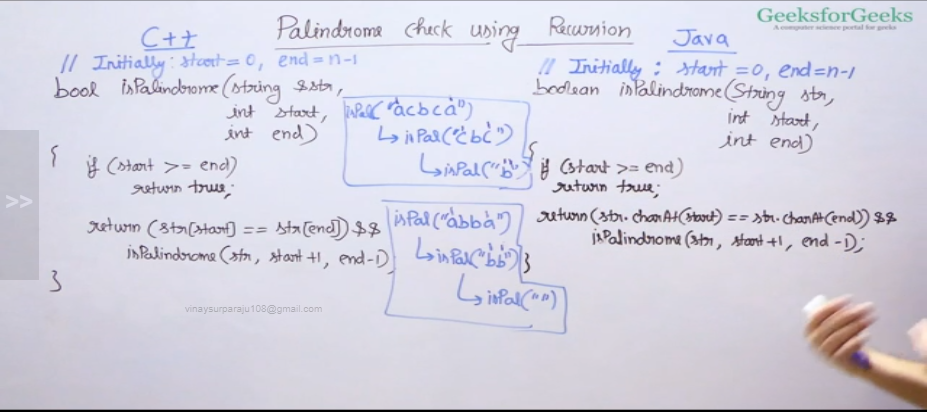 GeeksforGeeks
A computer science portal for geeks
Palindrome check using Recursion
C++
// Initially: start = 0, end = n-1
bool isPalindrome(string &str,
int start,
int end)
{
if (start >= end)
return true;
return (str[start] == str[end]) &&
isPalindrome(str, start+1, end-1)
}
isPal("acbca")
↳ isPal("cbc")
↳ isPal("b")
isPal("abba")
↳ isPal("bb")
↳ isPal("")
Java
// Initially : start = 0, end=n-1
boolean isPalindrome(String str,
int start,
int end)
{
if (start >= end)
return true;
return (str.charAt(start) == str.charAt(end)) &&
isPalindrome(str, start+1, end-1);
}
>>
vinaysurparaju108@gmail.com